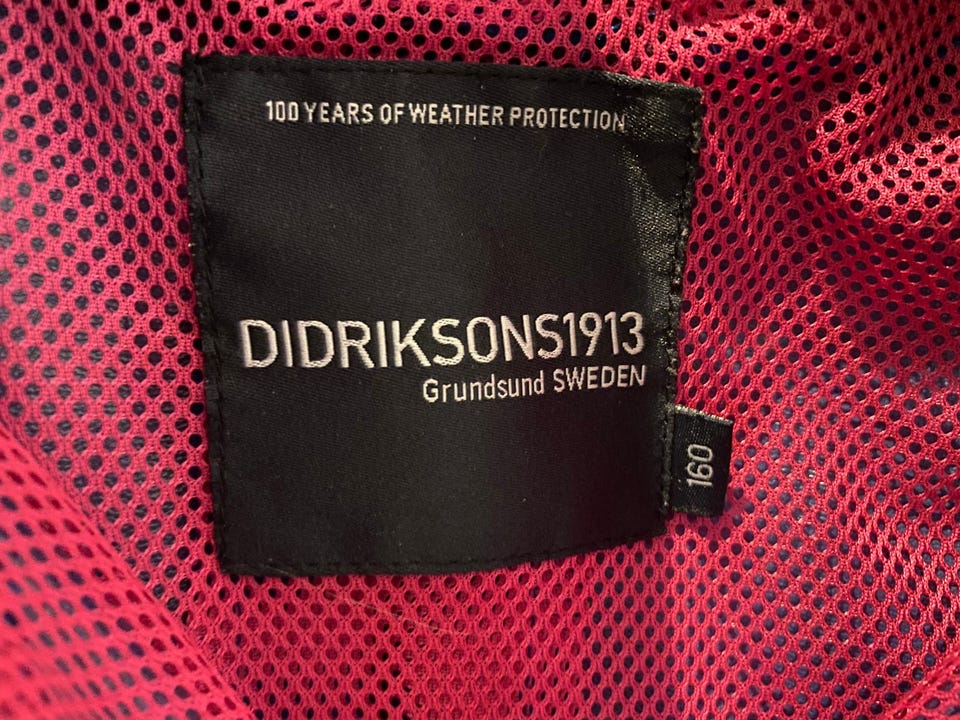 100 YEARS OF WEATHER PROTECTION
DIDRIKSONS1913
Grundsund SWEDEN
160